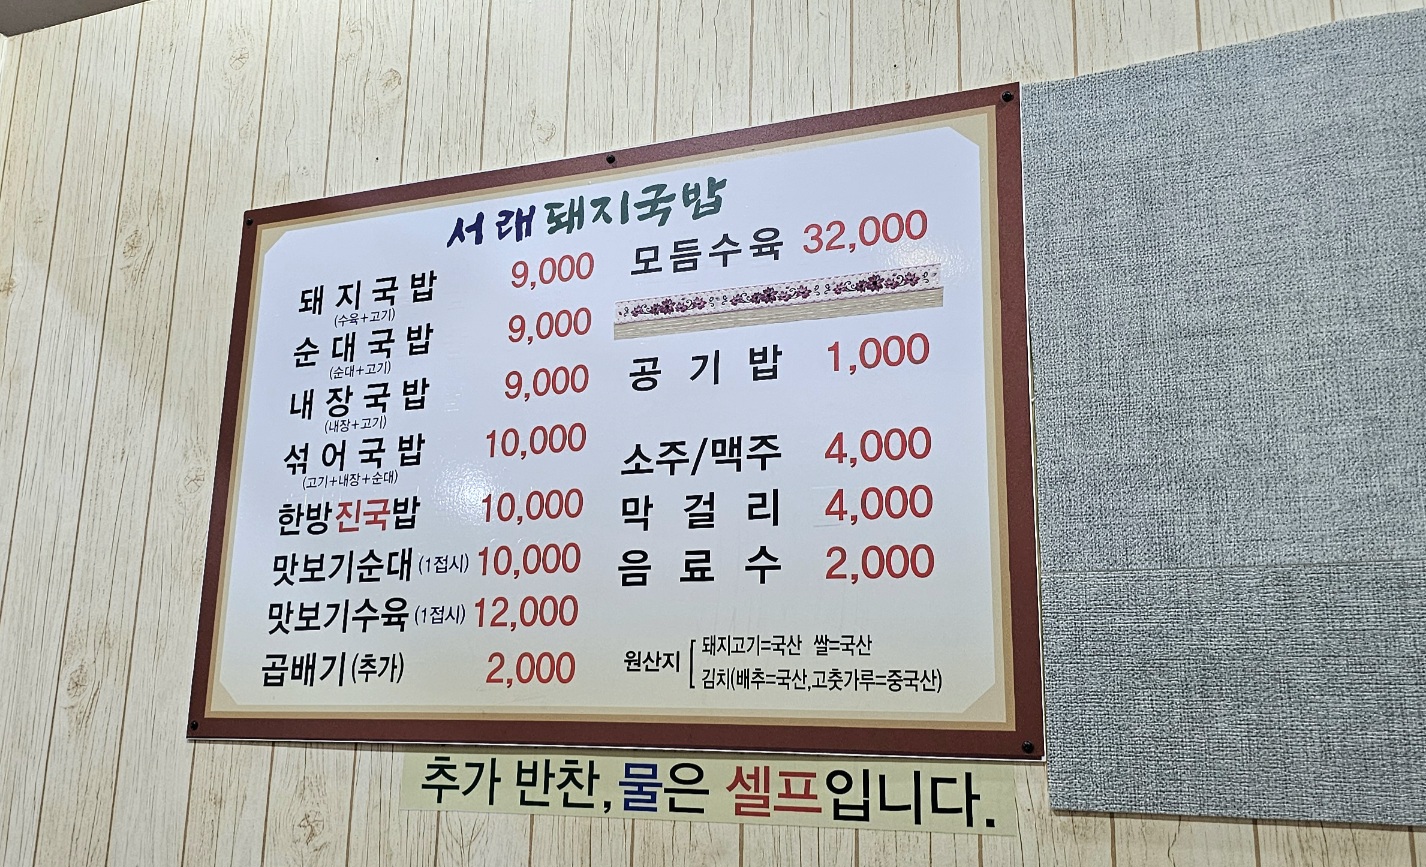 서래돼지국밥
돼지국밥 9,000
(수육+고기)
순대국밥 9,000
(순대+고기)
내장국밥 9,000
(내장+고기)
섞어국밥 10,000
(고기+내장+순대)
한방진국밥 10,000
맛보기순대(1접시) 10,000
맛보기수육(1접시) 12,000
곱배기(추가) 2,000
모듬수육 32,000
공기밥 1,000
소주/맥주 4,000
막걸리 4,000
음료수 2,000
원산지 [ 돼지고기=국산 쌀=국산
김치(배추=국산,고춧가루=중국산)
추가 반찬, 물은 셀프입니다.